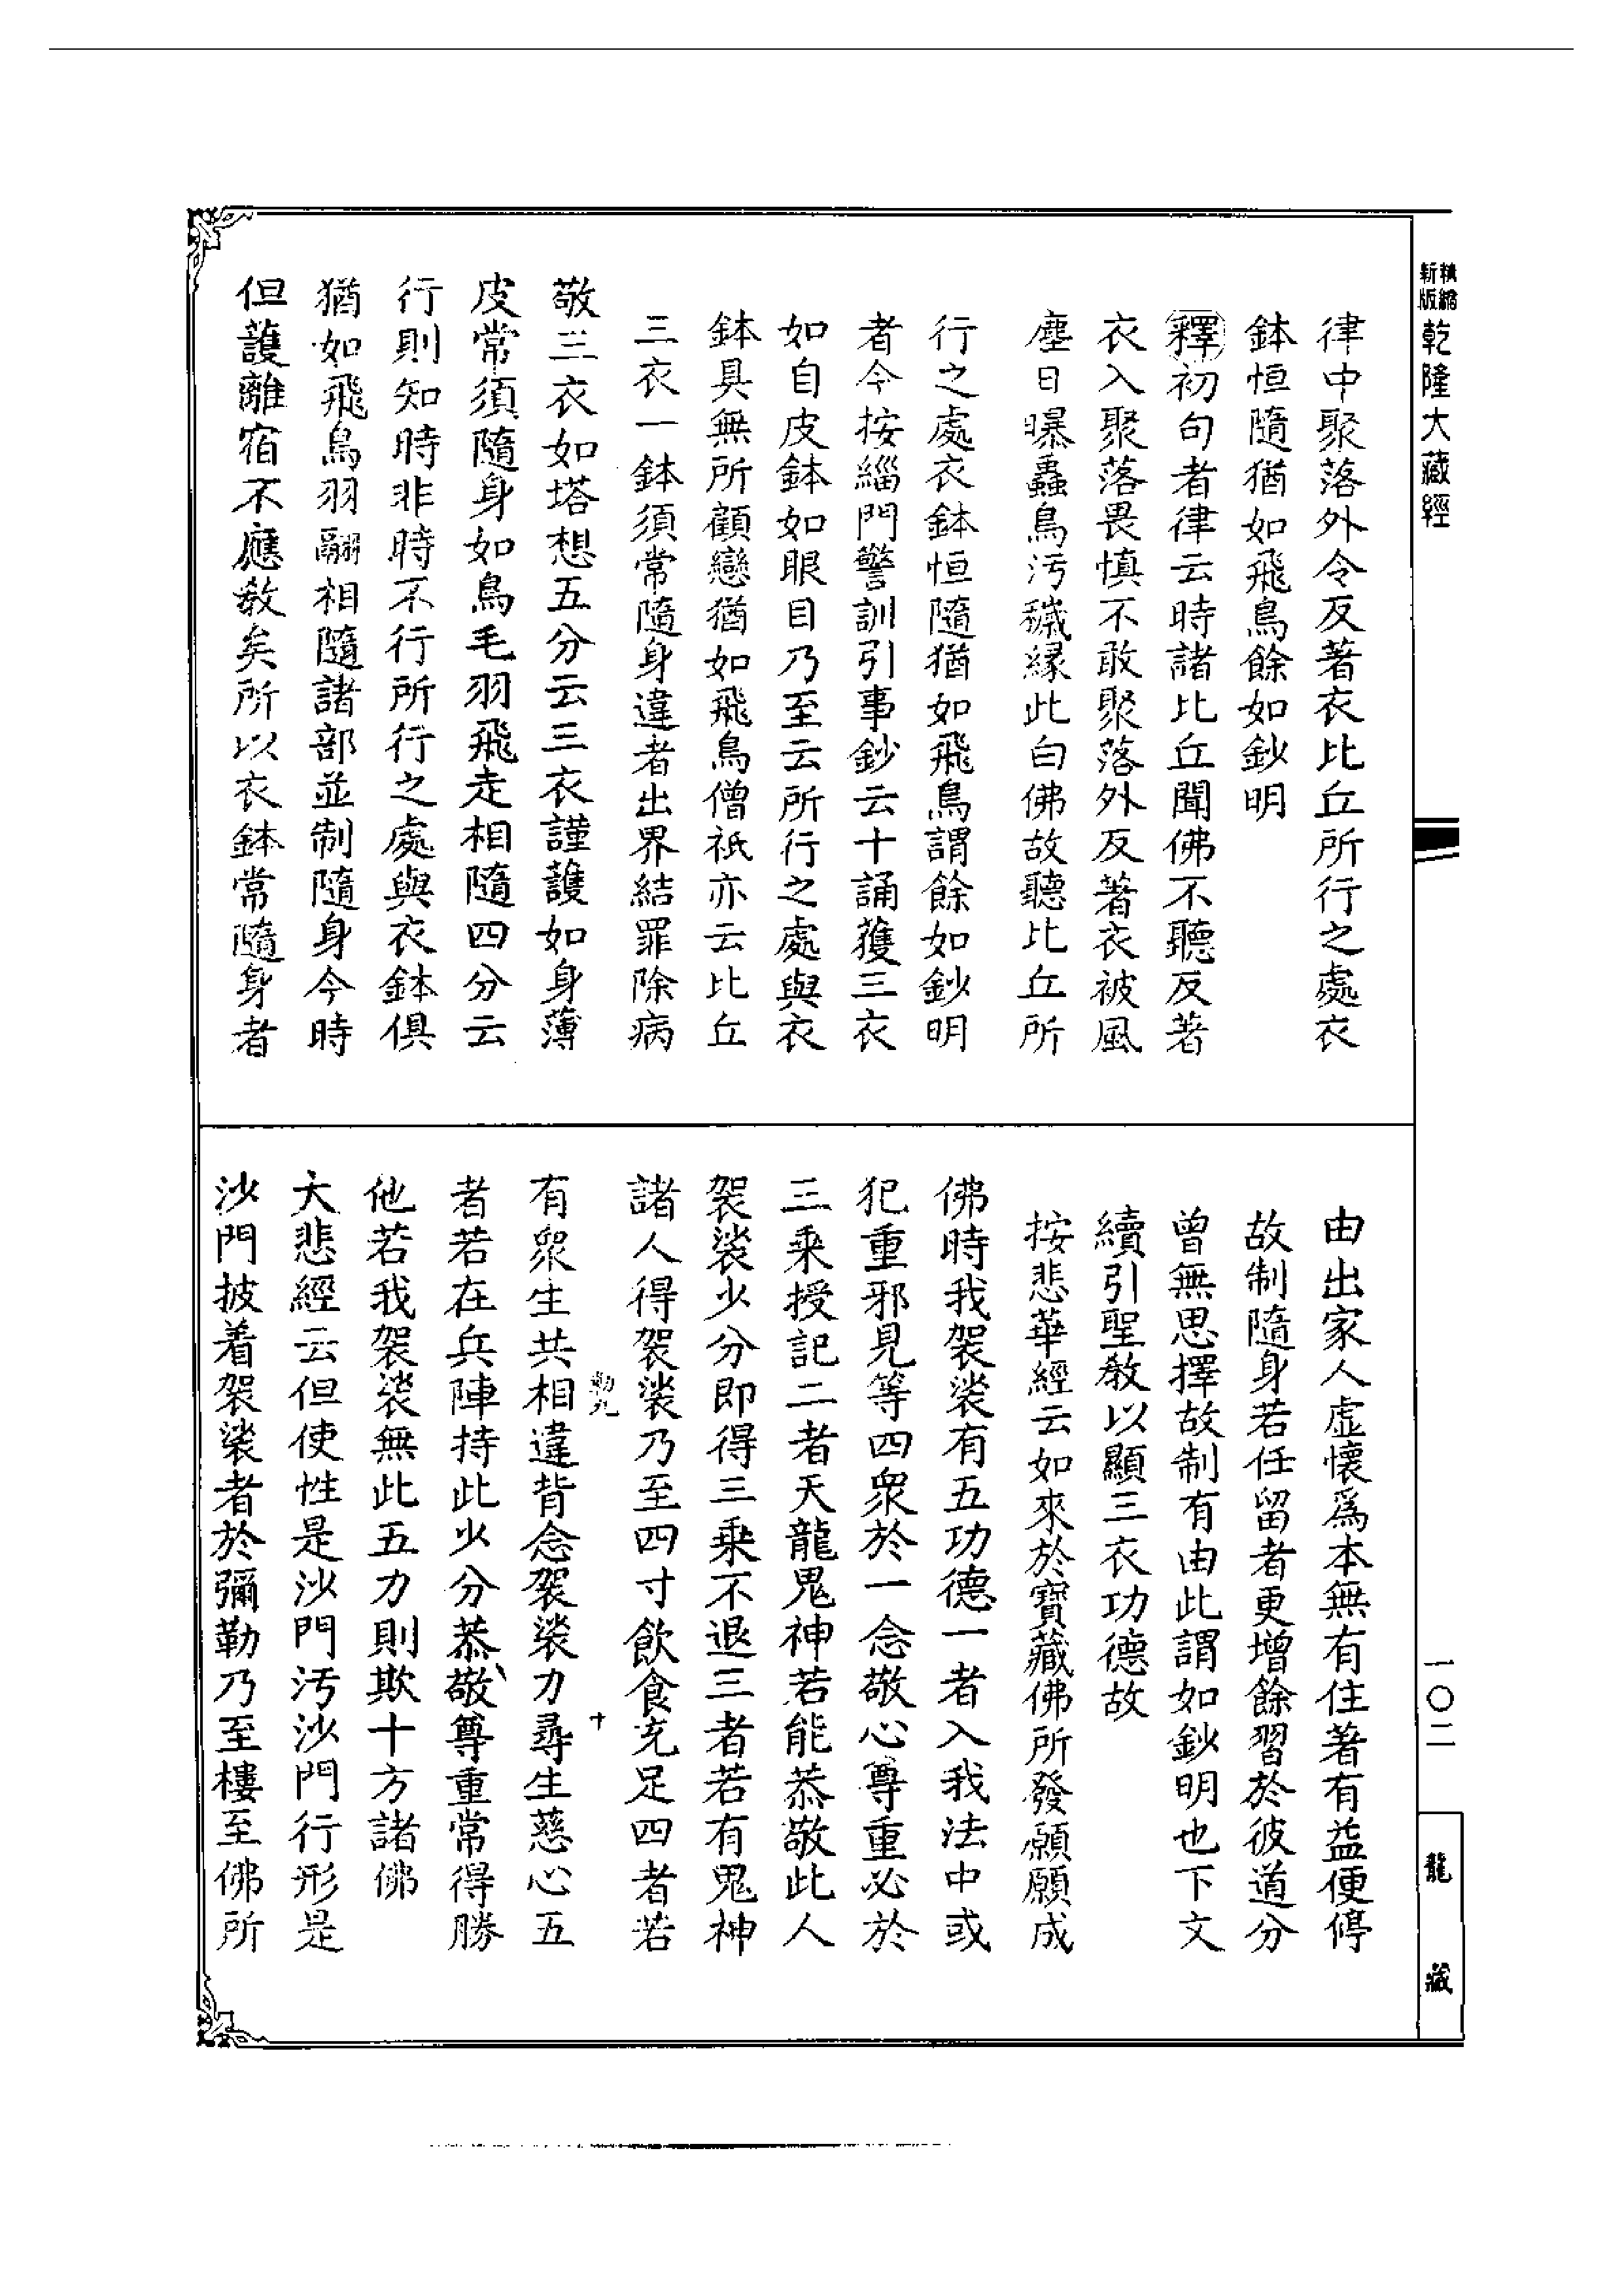 新版精縮乾隆大藏經
律中聚落外令反著衣比丘所行之處衣
鉢恒隨猶如飛鳥餘如鈔明
釋初句者律云時諸比丘聞佛不聽反著
衣入聚落畏慎不敢聚落外反著衣被風
塵日曝蟲鳥污穢緣此白佛故聽比丘所
行之處衣鉢恒隨猶如飛鳥謂餘如鈔明
者今按緇門警訓引事鈔云十誦護三衣
如自皮鉢如眼目乃至云所行之處與衣
鉢具無所顧戀猶如飛鳥僧祇亦云比丘
三衣一鉢須常隨身違者出界結罪除病
敬三衣如塔想五分云三衣謹護如身薄
皮常須隨身如鳥毛羽飛走相隨四分云
行則知時非時不行所行之處與衣鉢俱
猶如飛鳥羽翮相隨諸部並制隨身今時
但護離宿不應教矣所以衣鉢常隨身者
由出家人虛懷爲本無有住著有益便停
故制隨身若任留者更增餘習於彼道分
曾無思擇故制有由此謂如鈔明也下文
續引聖教以顯三衣功德故
按悲華經云如來於寶藏佛所發願願成
佛時我袈裟有五功德一者入我法中或
犯重邪見等四眾於一念敬心尊重必於
三乘授記二者天龍鬼神若能恭敬此人
袈裟少分即得三乘不退三者若有鬼神
諸人得袈裟乃至四寸飲食充足四者若
有眾生共相違背念袈裟力尋生慈心五
者若在兵陣持此少分恭敬尊重常得勝
他若我袈裟無此五力則欺十方諸佛
大悲經云但使性是沙門污沙門行形是
沙門披着袈裟者於彌勒乃至樓至佛所
一〇二
龍藏